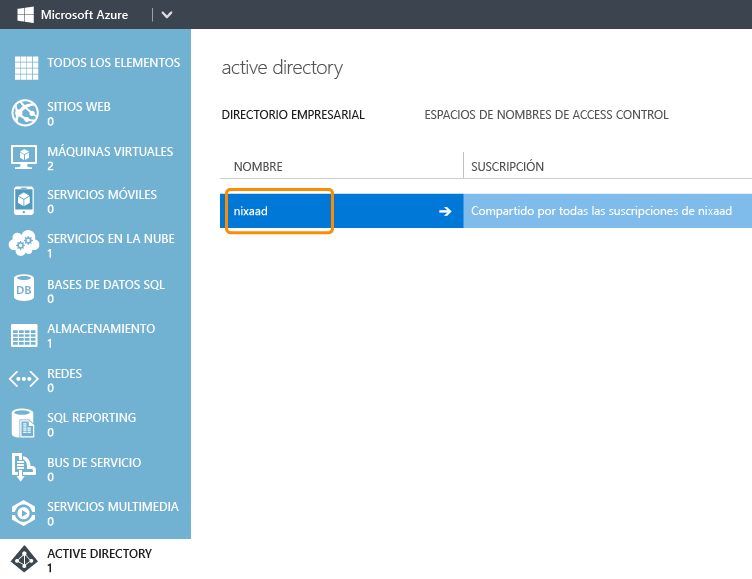 Microsoft Azure
TODOS LOS ELEMENTOS
SITIOS WEB
0
MÁQUINAS VIRTUALES
2
SERVICIOS MÓVILES
0
SERVICIOS EN LA NUBE
1
DB
BASES DE DATOS SQL
0
ALMACENAMIENTO
1
REDES
0
SQL REPORTING
0
BUS DE SERVICIO
0
SERVICIOS MULTIMEDIA
0
ACTIVE DIRECTORY
1
active directory
DIRECTORIO EMPRESARIAL ESPACIOS DE NOMBRES DE ACCESS CONTROL
NOMBRE SUSCRIPCIÓN
nixaad Compartido por todas las suscripciones de nixaad